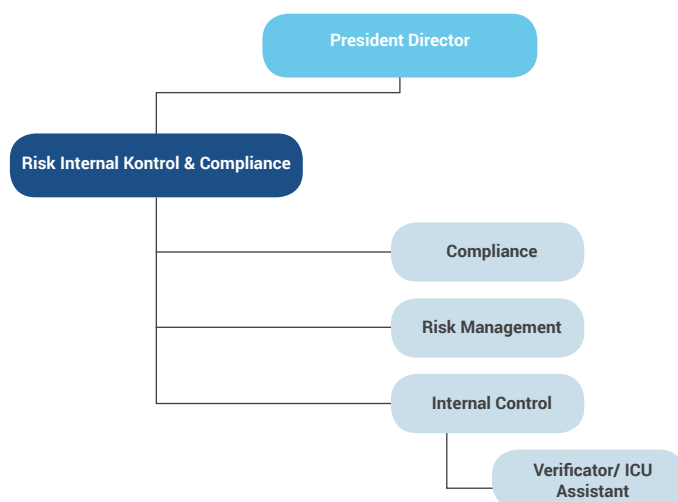 President Director
Risk Internal Kontrol & Compliance
Compliance
Risk Management
Internal Control
Verificator/ ICU
Assistant